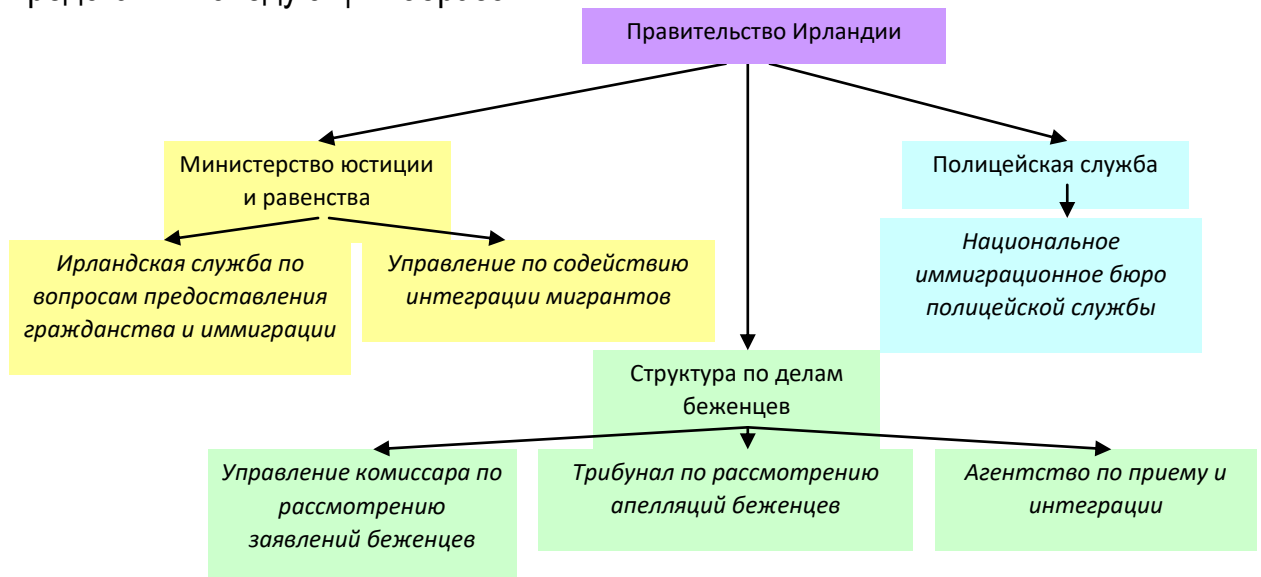 Правительство Ирландии
Министерство юстиции
и равенства
Полицейская служба
Ирландская служба по
вопросам предоставления
гражданства и иммиграции
Управление по содействию
интеграции мигрантов
Национальное
иммиграционное бюро
полицейской службы
Структура по делам
беженцев
Управление комиссара по
рассмотрению
заявлений беженцев
Трибунал по рассмотрению
апелляций беженцев
Агентство по приему и
интеграции